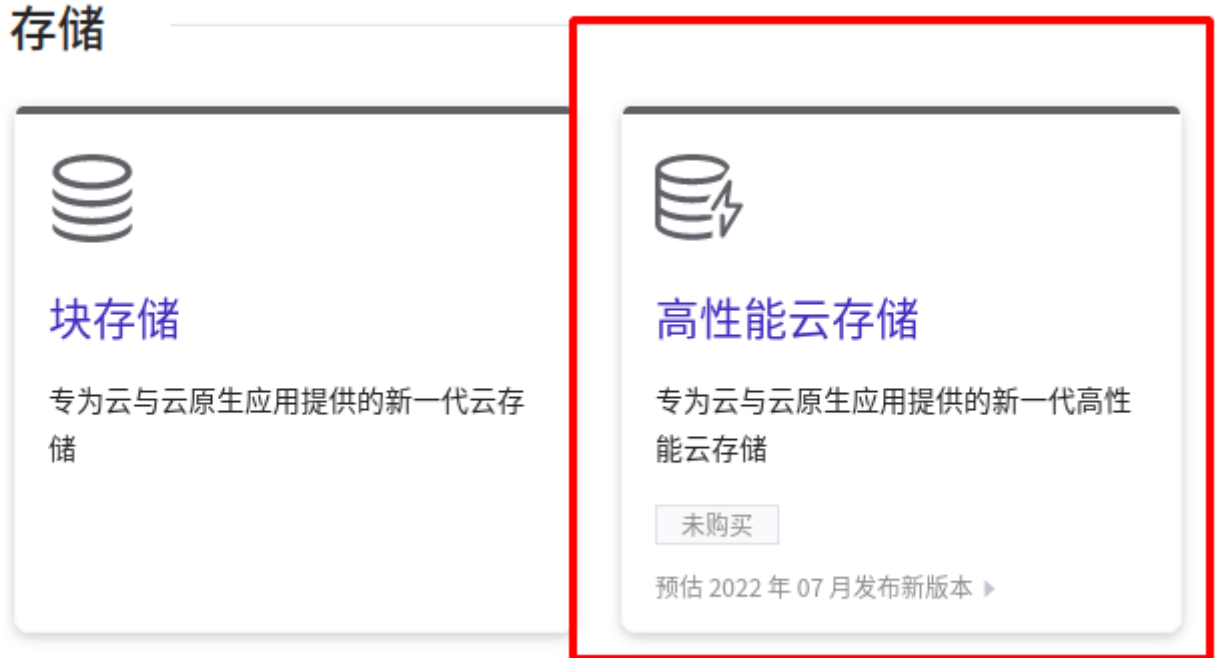 存储
块存储
专为云与云原生应用提供的新一代云存
储
高性能云存储
专为云与云原生应用提供的新一代高性
能云存储
未购买
预估 2022 年 07 月发布新版本